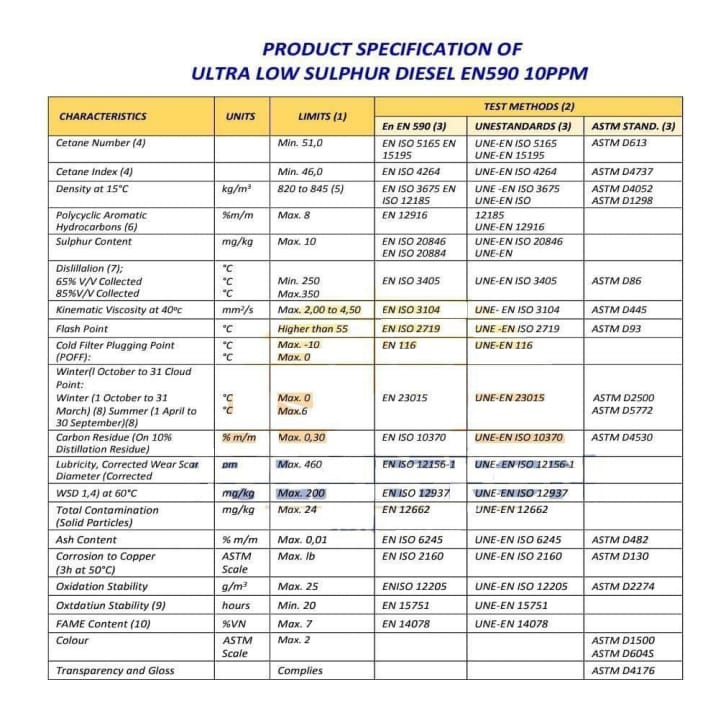 PRODUCT SPECIFICATION OF
ULTRA LOW SULPHUR DIESEL EN590 10PPM
CHARACTERISTICS UNITS LIMITS (1) TEST METHODS (2)
En EN 590 (3) UNESTANDARDS (3) ASTM STAND. (3)
Cetane Number (4) Min. 51,0 EN ISO 5165 EN UNE-EN ISO 5165 ASTM D613
15195 UNE-EN 15195
Cetane Index (4) Min. 46,0 EN ISO 4264 UNE-EN ISO 4264 ASTM D4737
Density at 15°C kg/m³ 820 to 845 (5) EN ISO 3675 EN UNE -EN ISO 3675 ASTM D4052
ISO 12185 UNE-EN ISO ASTM D1298
Polycyclic Aromatic %m/m Max. 8 EN 12916 12185
Hydrocarbons (6) UNE-EN 12916
Sulphur Content mg/kg Max. 10 EN ISO 20846 UNE-EN ISO 20846
EN ISO 20884 UNE-EN
Dislillalion (7); °C
65% V/V Collected °C Min. 250 EN ISO 3405 UNE-EN ISO 3405 ASTM D86
85%V/V Collected °C Max.350
Kinematic Viscosity at 40ºc mm²/s Max. 2,00 to 4,50 EN ISO 3104 UNE- EN ISO 3104 ASTM D445
Flash Point °C Higher than 55 EN ISO 2719 UNE -EN ISO 2719 ASTM D93
Cold Filter Plugging Point °C Max. -10 EN 116 UNE-EN 116
(POFF): °C Max. 0
Winter(l October to 31 Cloud
Point:
Winter (1 October to 31 °C Max. 0 EN 23015 UNE-EN 23015 ASTM D2500
March) (8) Summer (1 April to °C Max.6 ASTM D5772
30 September)(8)
Carbon Residue (On 10% % m/m Max. 0,30 EN ISO 10370 UNE-EN ISO 10370 ASTM D4530
Distillation Residue)
Lubricity, Corrected Wear Scar pm Max. 460 EN ISO 12156-1 UNE- EN ISO 12156-1
Diameter (Corrected
WSD 1,4) at 60°C mg/kg Max. 200 EN ISO 12937 UNE-EN ISO 12937
Total Contamination mg/kg Max. 24 EN 12662 UNE-EN 12662
(Solid Particles)
Ash Content % m/m Max. 0,01 EN ISO 6245 UNE-EN ISO 6245 ASTM D482
Corrosion to Copper ASTM Max. lb EN ISO 2160 UNE-EN ISO 2160 ASTM D130
(3h at 50°C) Scale
Oxidation Stability g/m³ Max. 25 ENISO 12205 UNE-EN ISO 12205 ASTM D2274
Oxtdatiun Stability (9) hours Min. 20 EN 15751 UNE-EN 15751
FAME Content (10) %VN Max. 7 EN 14078 UNE-EN 14078
Colour ASTM Max. 2 ASTM D1500
Scale ASTM D6045
Transparency and Gloss Complies ASTM D4176